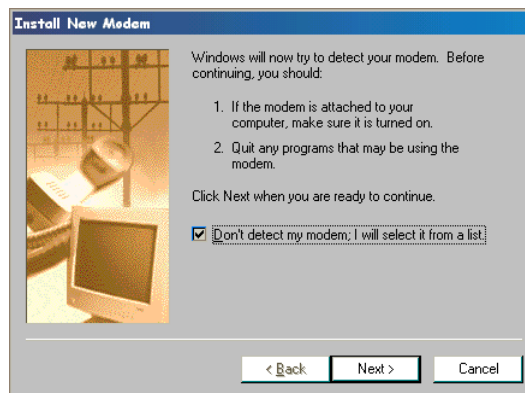 Install New Modem
Windows will now try to detect your modem. Before
continuing, you should:
1. If the modem is attached to your
computer, make sure it is turned on.
2. Quit any programs that may be using the
modem.
Click Next when you are ready to continue.
Don't detect my modem; I will select it from a list.
< Back
Next >
Cancel